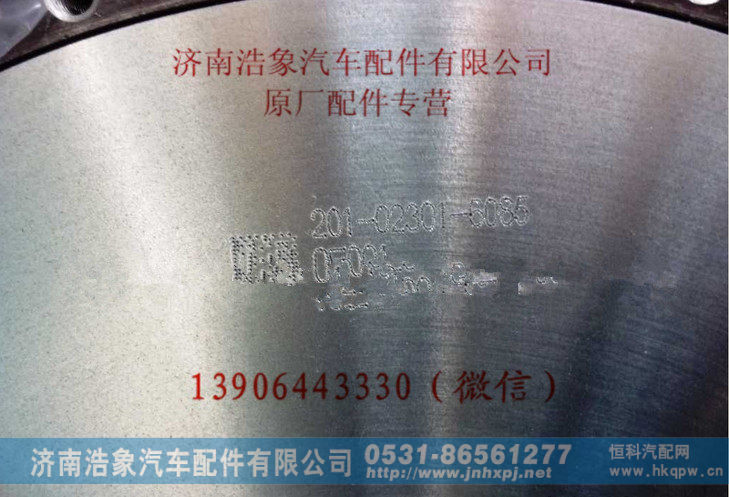 济南浩象汽车配件有限公司
原厂配件专营
201-02301-6085
13906443330（微信）
济南浩象汽车配件有限公司
0531-86561277
http://www.jnhxpj.net
恒科汽配网
www.hkqpw.cn